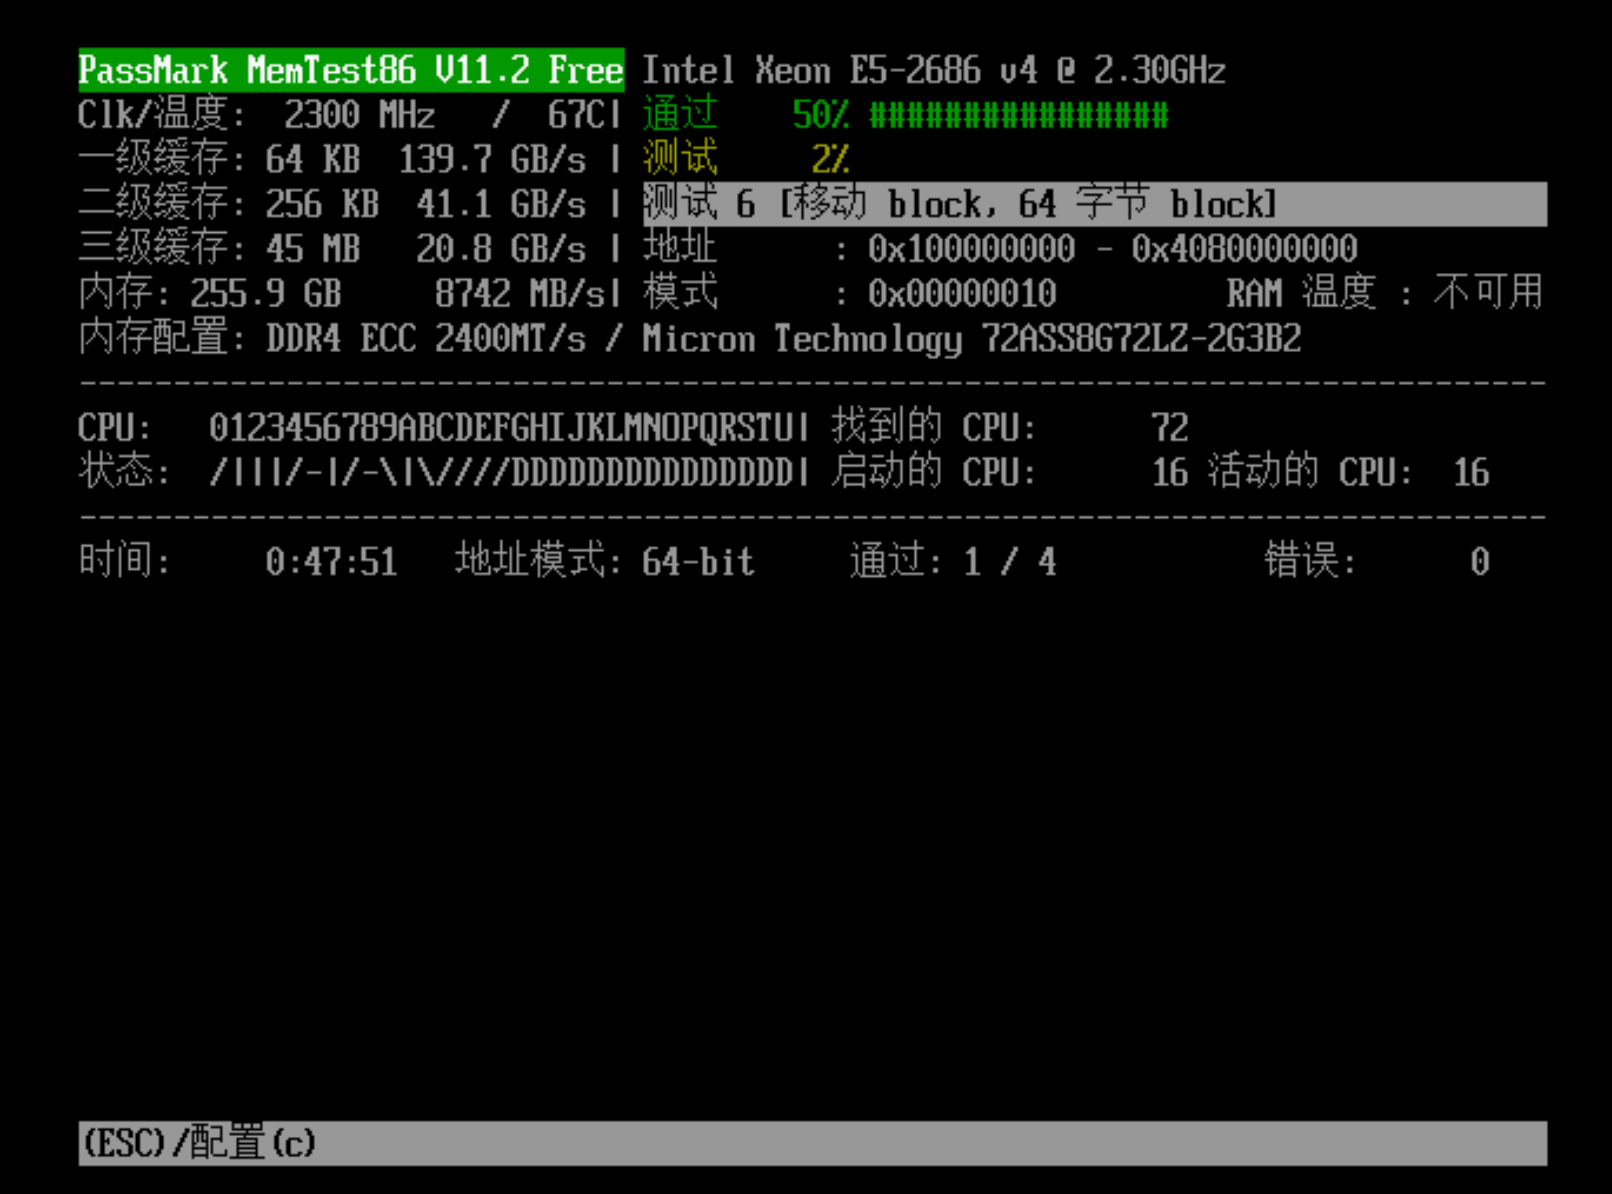 PassMark MemTest86 V11.2 Free Intel Xeon E5-2686 v4 @ 2.30GHz
Clk/温度: 2300 MHz / 67C| 通过 50% ################
一级缓存: 64 KB 139.7 GB/s | 测试 2%
二级缓存: 256 KB 41.1 GB/s | 测试 6 [移动 block, 64 字节 block]
三级缓存: 45 MB 20.8 GB/s | 地址 : 0x100000000 - 0x4080000000
内存: 255.9 GB 8742 MB/s| 模式 : 0x00000010 RAM 温度 : 不可用
内存配置: DDR4 ECC 2400MT/s / Micron Technology 72ASS8G72LZ-2G3B2
------------------------------------------------------------------------------
CPU: 0123456789ABCDEFGHIJKLMNOPQRSTU| 找到的 CPU: 72
状态: /|||/-|/-\|\////DDDDDDDDDDDDDDD| 启动的 CPU: 16 活动的 CPU: 16
------------------------------------------------------------------------------
时间: 0:47:51 地址模式: 64-bit 通过: 1 / 4 错误: 0
(ESC)/配置(c)